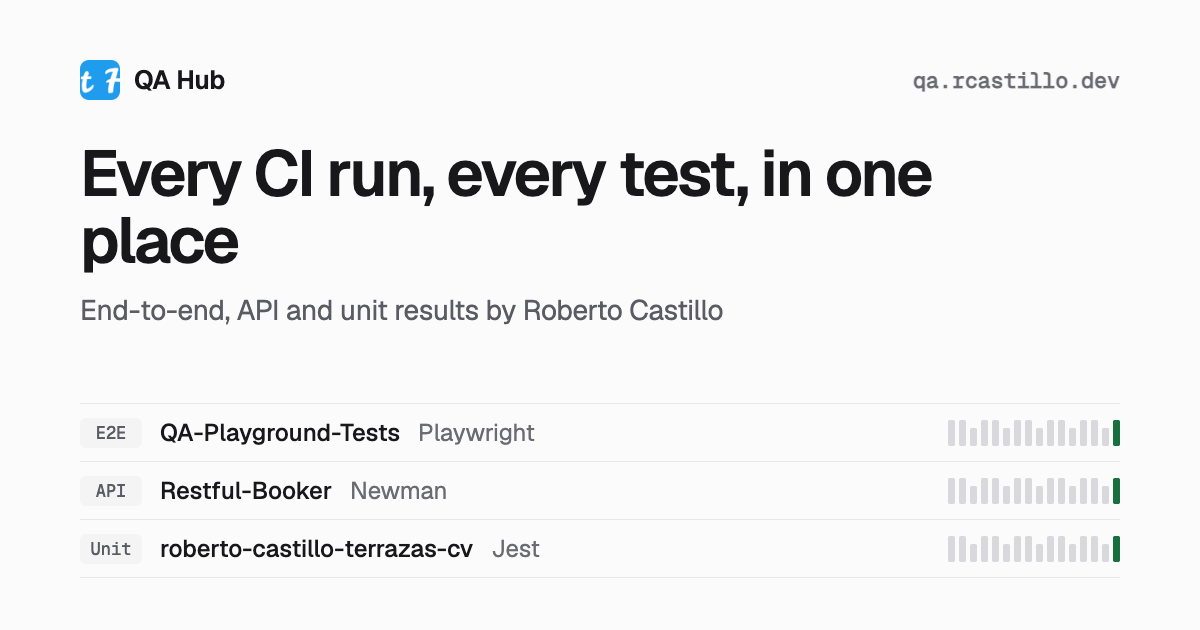 QA Hub
qa.rcastillo.dev
Every CI run, every test, in one
place
End-to-end, API and unit results by Roberto Castillo
E2E QA-Playground-Tests Playwright
API Restful-Booker Newman
Unit roberto-castillo-terrazas-cv Jest